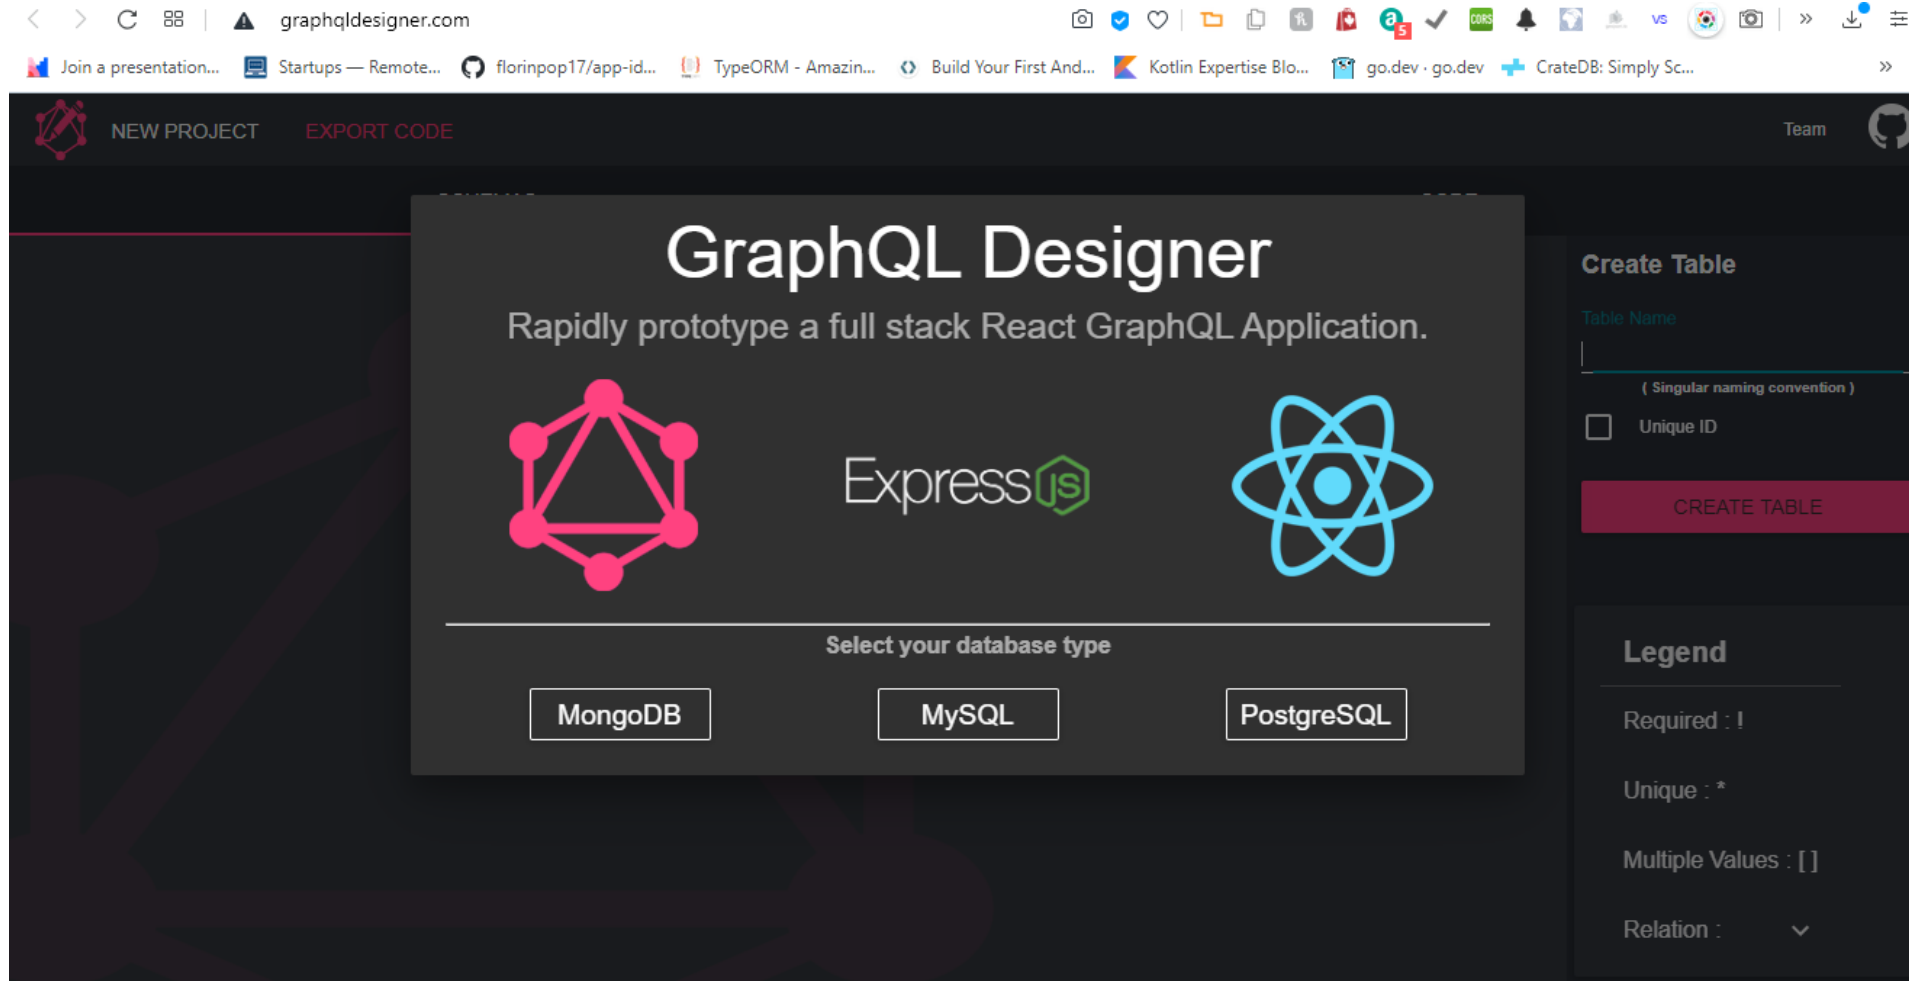 graphqldesigner.com
CORS
5
VS
Join a presentation...
Startups — Remote...
florinpop17/app-id...
TypeORM - Amazin...
Build Your First And...
Kotlin Expertise Blo...
go.dev · go.dev
CrateDB: Simply Sc...
NEW PROJECT
EXPORT CODE
Team
GraphQL Designer
Rapidly prototype a full stack React GraphQL Application.
Express JS
Select your database type
MongoDB
MySQL
PostgreSQL
Create Table
Table Name
( Singular naming convention )
Unique ID
CREATE TABLE
Legend
Required : !
Unique : *
Multiple Values : [ ]
Relation :